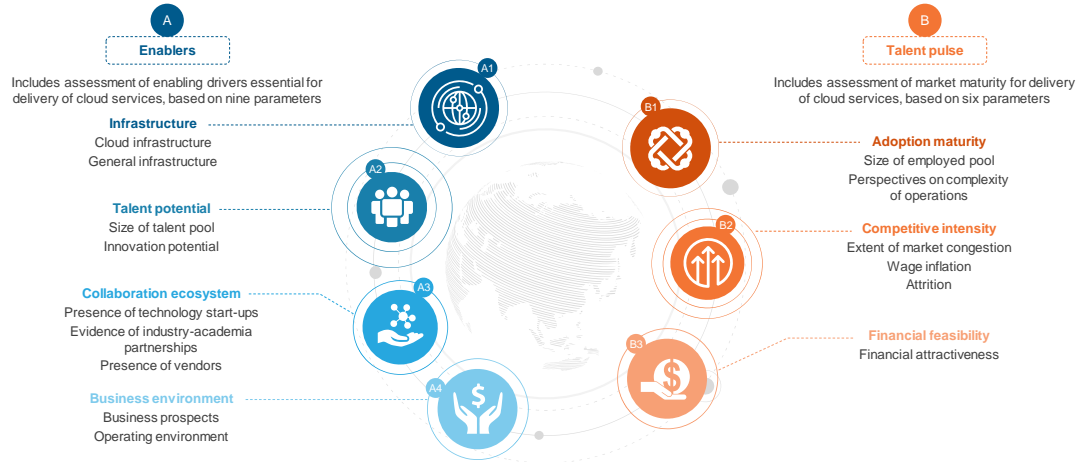 A
Enablers
Includes assessment of enabling drivers essential for
delivery of cloud services, based on nine parameters
A1
Infrastructure
Cloud infrastructure
General infrastructure
A2
Talent potential
Size of talent pool
Innovation potential
A3
Collaboration ecosystem
Presence of technology start-ups
Evidence of industry-academia
partnerships
Presence of vendors
A4
Business environment
Business prospects
Operating environment
$
B
Talent pulse
Includes assessment of market maturity for delivery
of cloud services, based on six parameters
B1
Adoption maturity
Size of employed pool
Perspectives on complexity
of operations
B2
Competitive intensity
Extent of market congestion
Wage inflation
Attrition
B3
Financial feasibility
Financial attractiveness
$